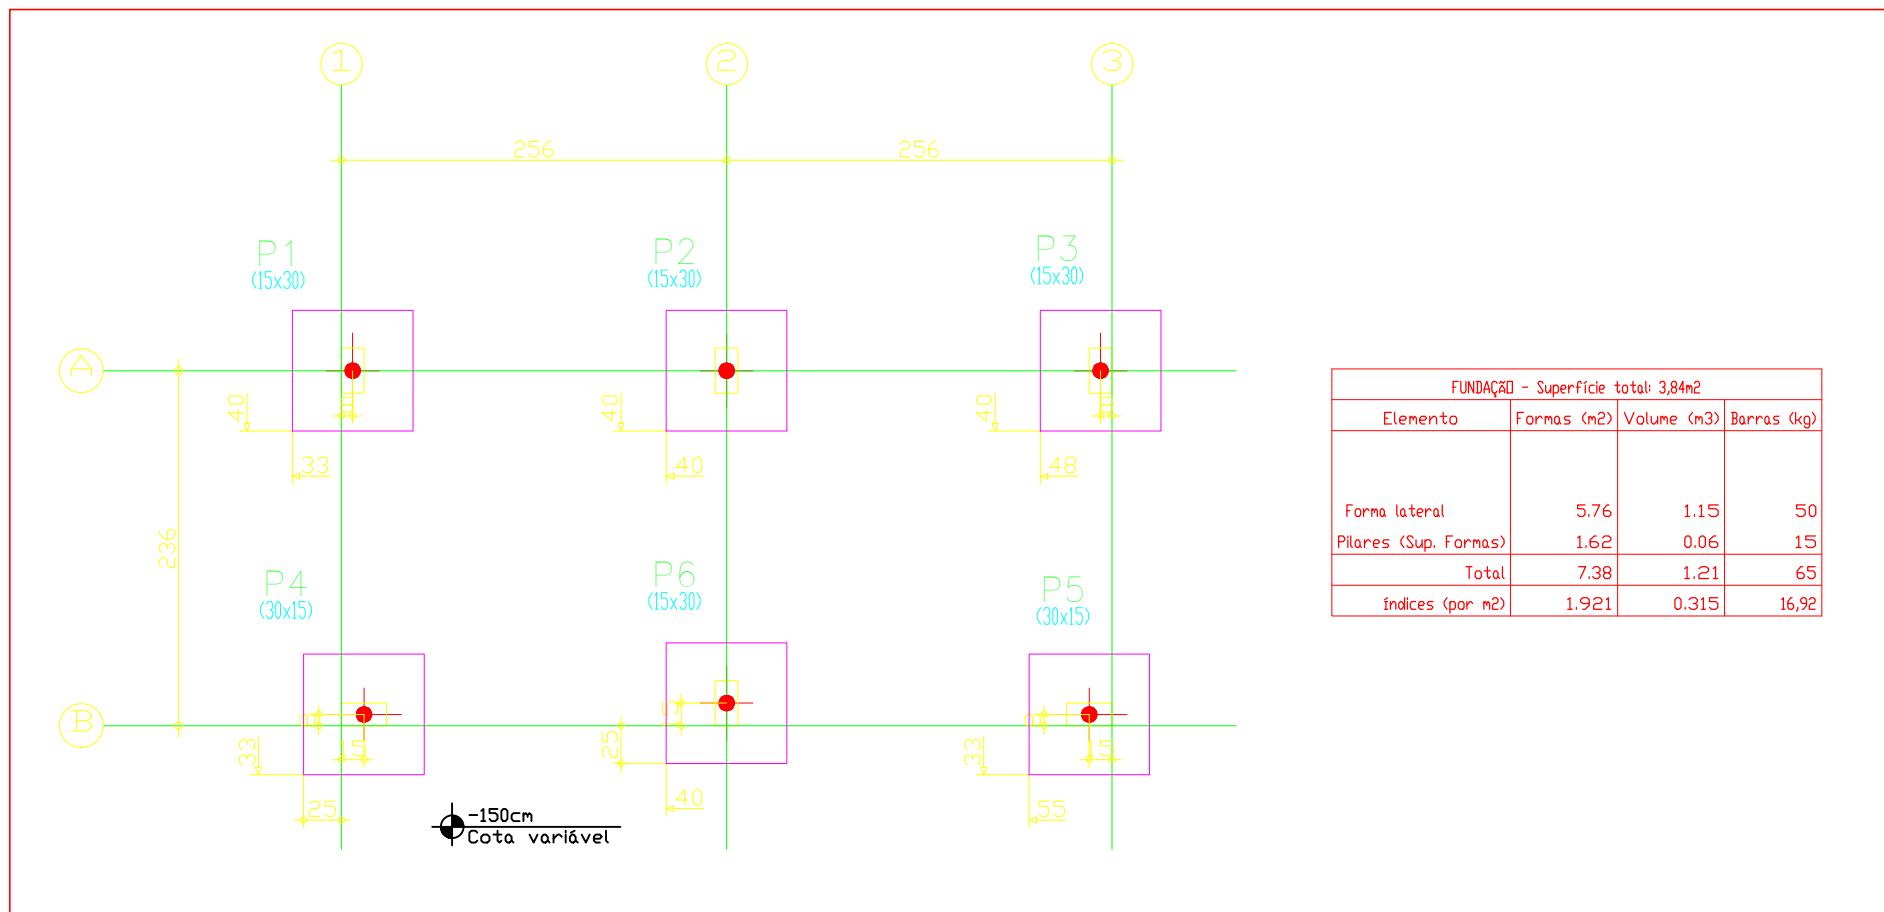 1
2
3
256
256
P1
(15x30)
P2
(15x30)
P3
(15x30)
A
40
40
40
33
40
48
236
P4
(30x15)
P6
(15x30)
P5
(30x15)
B
8
15
8
33
15
25
33
15
25
40
55
-150cm
Cota variável
FUNDAÇÃO - Superfície total: 3,84m2
Elemento Formas (m2) Volume (m3) Barras (kg)
Forma lateral 5.76 1.15 50
Pilares (Sup. Formas) 1.62 0.06 15
Total 7.38 1.21 65
índices (por m2) 1.921 0.315 16,92